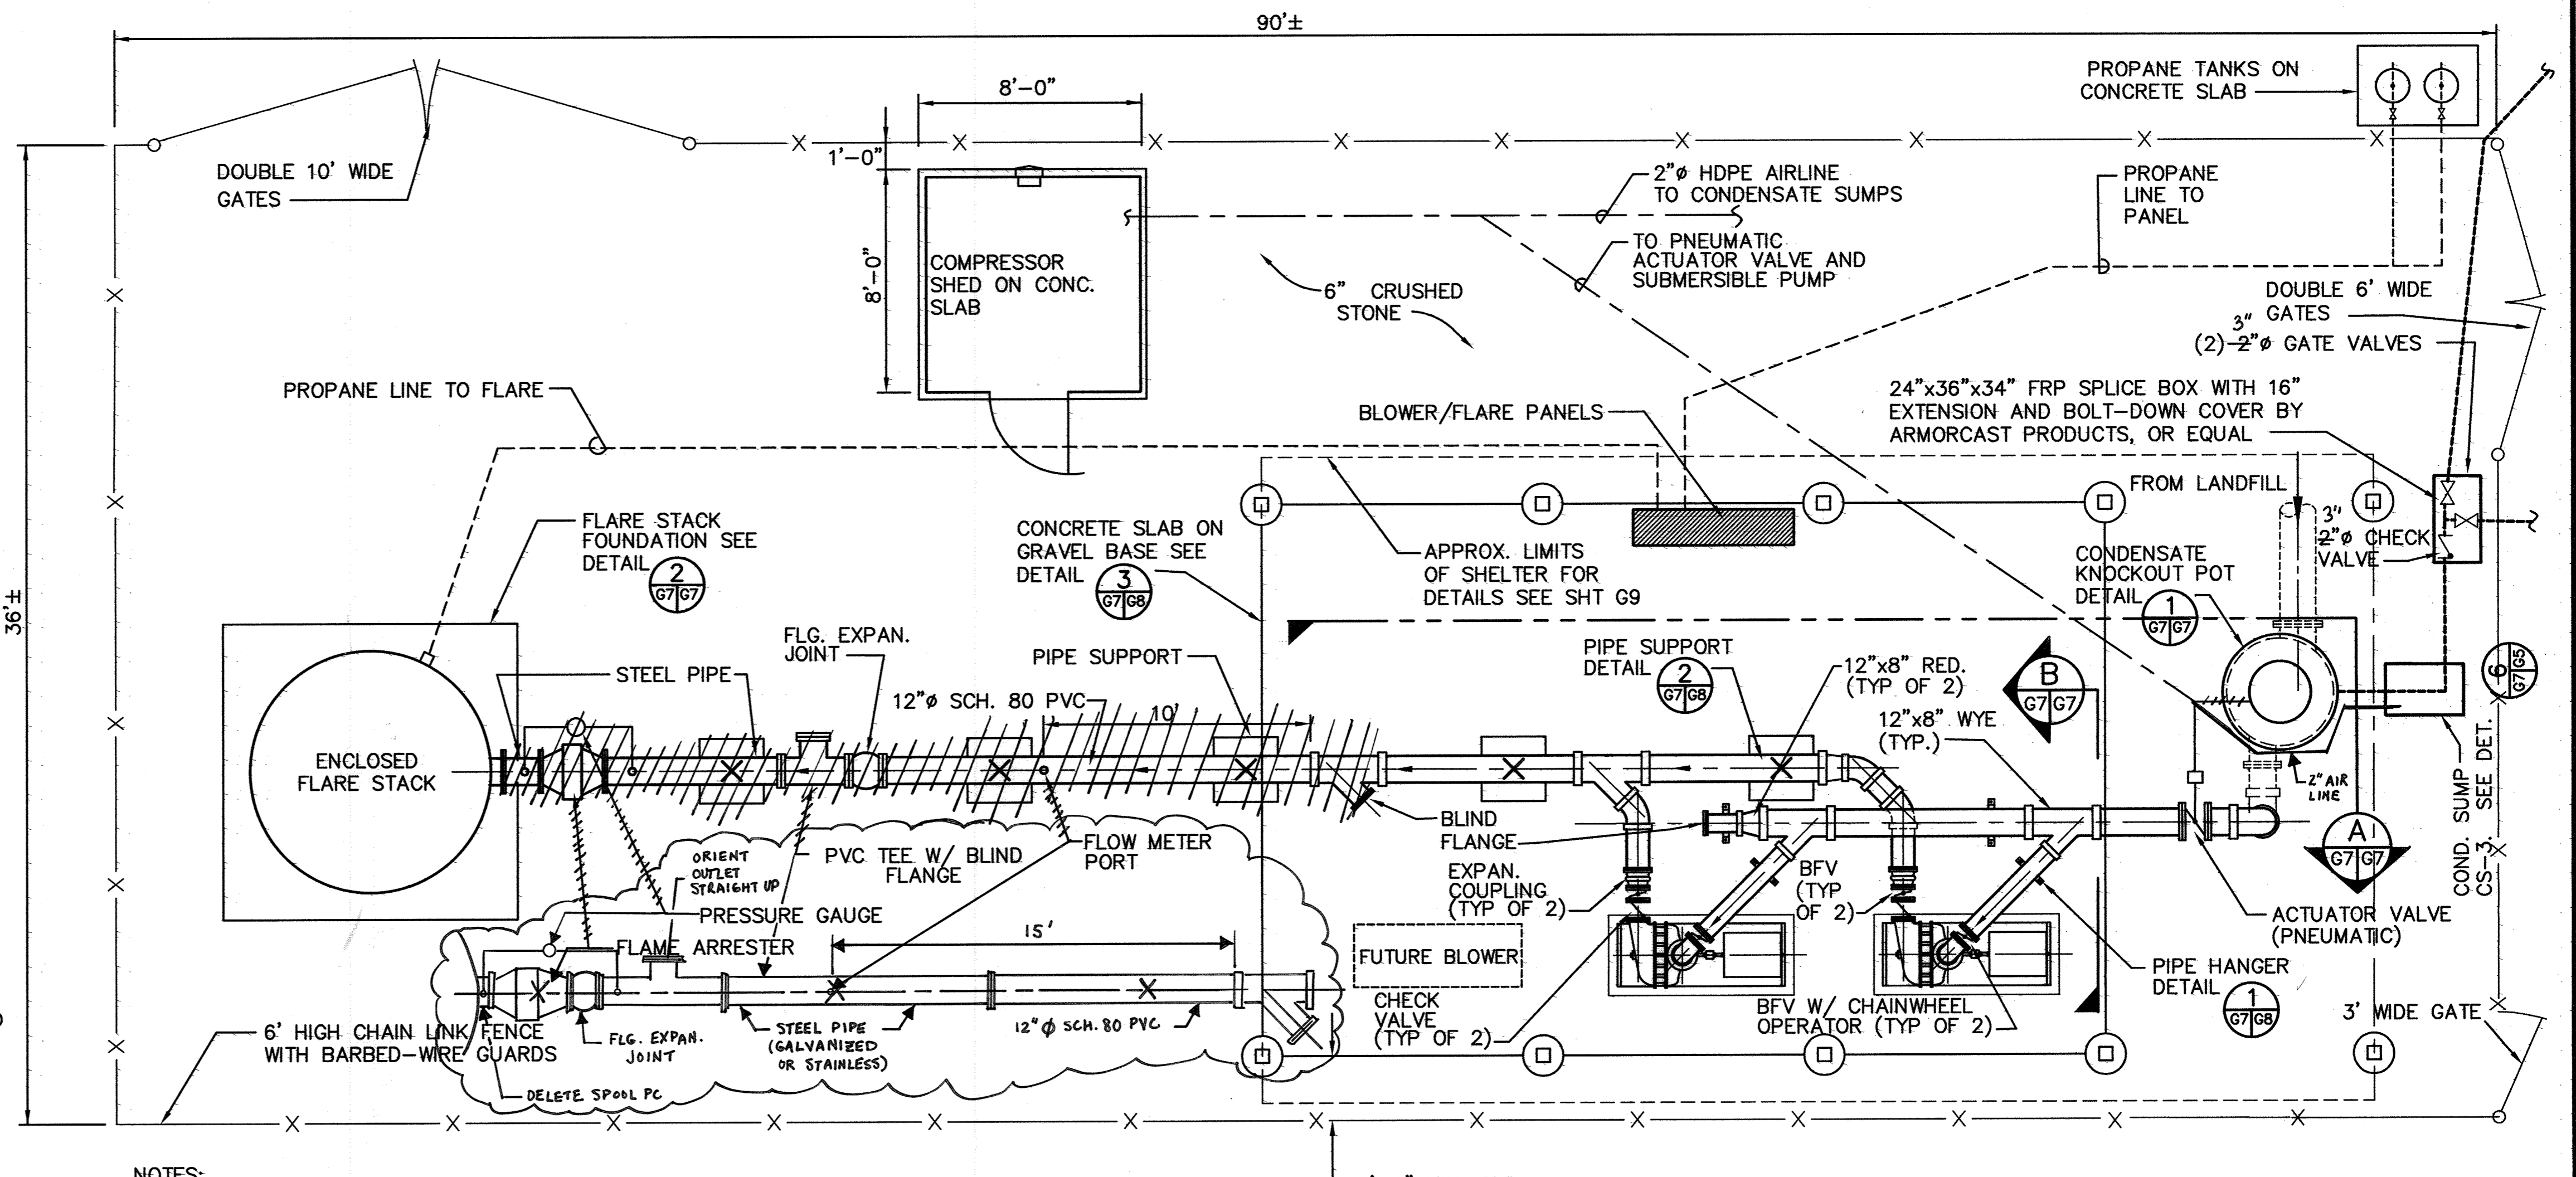 90'±
PROPANE TANKS ON
CONCRETE SLAB
8'-0"
1'-0"
DOUBLE 10' WIDE
GATES
2"ø HDPE AIRLINE
TO CONDENSATE SUMPS
PROPANE
LINE TO
PANEL
TO PNEUMATIC
ACTUATOR VALVE AND
SUBMERSIBLE PUMP
8'-0"
COMPRESSOR
SHED ON CONC.
SLAB
6" CRUSHED
STONE
DOUBLE 6' WIDE
GATES
3"
(2)-2"ø GATE VALVES
PROPANE LINE TO FLARE
BLOWER/FLARE PANELS
24"x36"x34" FRP SPLICE BOX WITH 16"
EXTENSION AND BOLT-DOWN COVER BY
ARMORCAST PRODUCTS, OR EQUAL
FROM LANDFILL
FLARE STACK
FOUNDATION SEE
DETAIL
2
G7 G7
CONCRETE SLAB ON
GRAVEL BASE SEE
DETAIL
3
G7 G8
APPROX. LIMITS
OF SHELTER FOR
DETAILS SEE SHT G9
3"
2"ø CHECK
VALVE
CONDENSATE
KNOCKOUT POT
DETAIL
1
G7 G7
36'±
FLG. EXPAN.
JOINT
STEEL PIPE
PIPE SUPPORT
12"ø SCH. 80 PVC
10'
PIPE SUPPORT
DETAIL
2
G7 G8
12"x8" RED.
(TYP OF 2)
12"x8" WYE
(TYP.)
B
G7 G7
6
G7 G5
ENCLOSED
FLARE STACK
2" AIR
LINE
COND. SUMP
CS-3. SEE DET.
A
G7 G7
BLIND
FLANGE
FLOW METER
PORT
PVC TEE W/ BLIND
FLANGE
ORIENT
OUTLET
STRAIGHT UP
EXPAN.
COUPLING
(TYP OF 2)
BFV
(TYP
OF 2)
ACTUATOR VALVE
(PNEUMATIC)
PRESSURE GAUGE
FLAME ARRESTER
15'
FUTURE BLOWER
PIPE HANGER
DETAIL
1
G7 G8
CHECK
VALVE
(TYP OF 2)
BFV W/ CHAINWHEEL
OPERATOR (TYP OF 2)
3' WIDE GATE
6' HIGH CHAIN LINK FENCE
WITH BARBED-WIRE GUARDS
FLG. EXPAN.
JOINT
STEEL PIPE
(GALVANIZED
OR STAINLESS)
12"ø SCH. 80 PVC
DELETE SPOOL PC
NOTES: